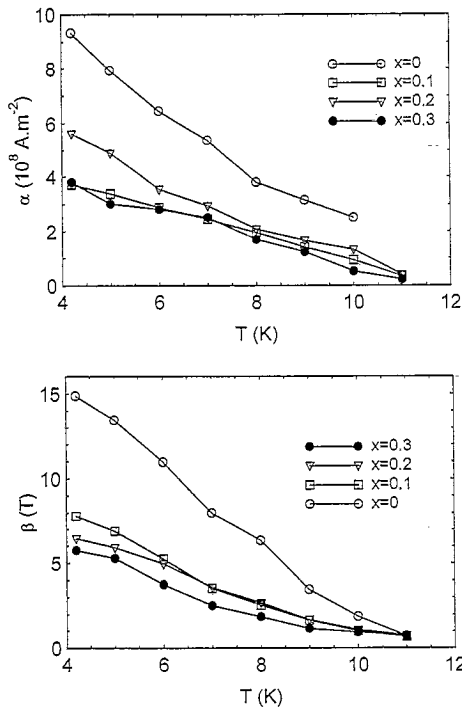 10
8
6
4
2
0
α (10⁸ A.m⁻²)
x=0
x=0.1
x=0.2
x=0.3
4 6 8 10 12
T (K)
15
10
5
0
β (T)
x=0.3
x=0.2
x=0.1
x=0
4 6 8 10 12
T (K)